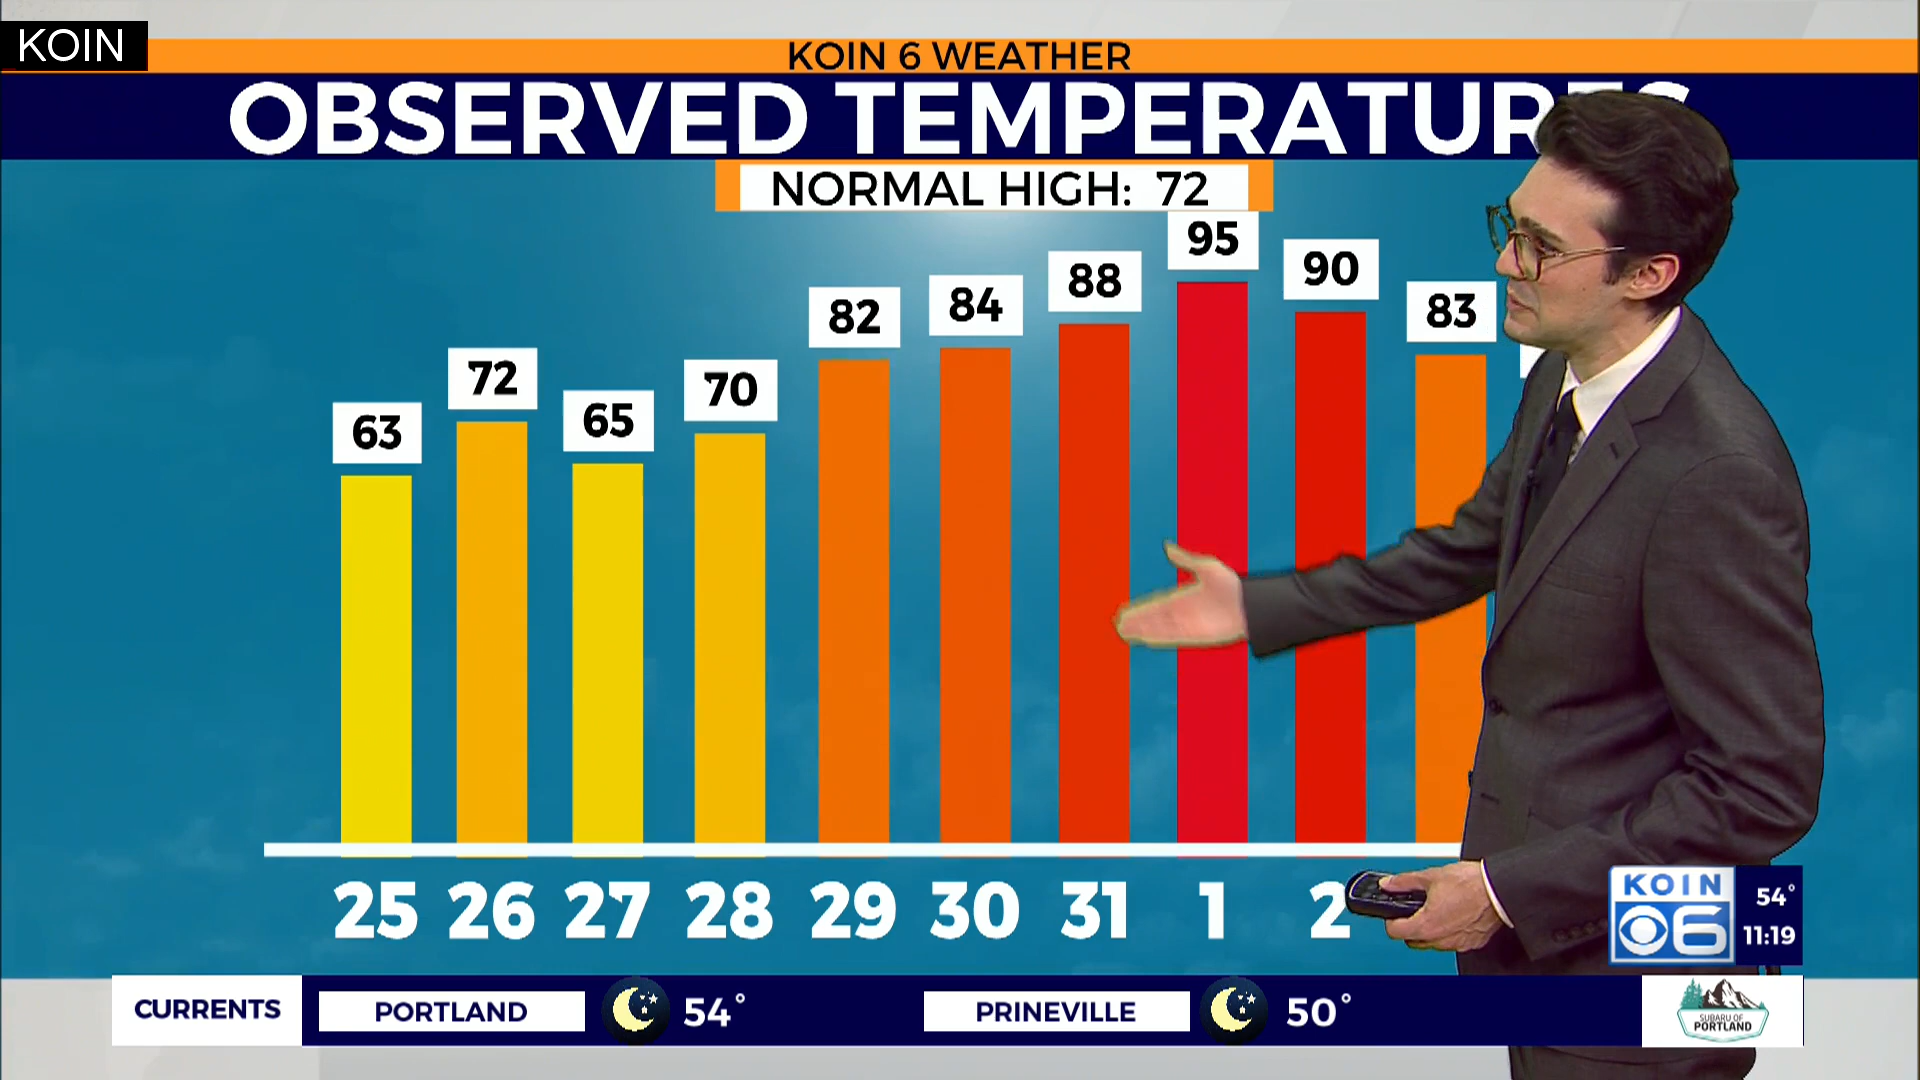 KOIN
KOIN 6 WEATHER
OBSERVED TEMPERATURES
NORMAL HIGH: 72
63
72
65
70
82
84
88
95
90
83
25 26 27 28 29 30 31 1 2
KOIN
6
54°
11:19
CURRENTS
PORTLAND
54°
PRINEVILLE
50°
SUBARU OF
PORTLAND